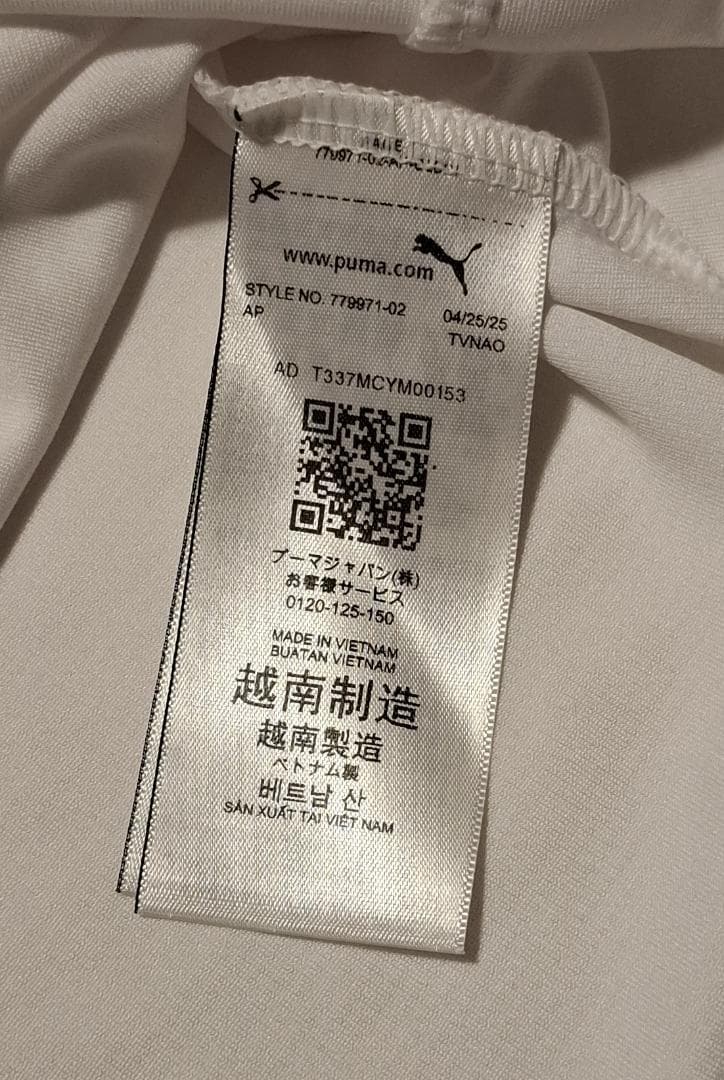 www.puma.com
STYLE NO. 779971-02
AP
04/25/25
TVNAO
AD T337MCYM00153
プーマジャパン(株)
お客様サービス
0120-125-150
MADE IN VIETNAM
BUATAN VIETNAM
越南制造
越南製造
ベトナム製
베트남 산
SẢN XUẤT TẠI VIỆT NAM